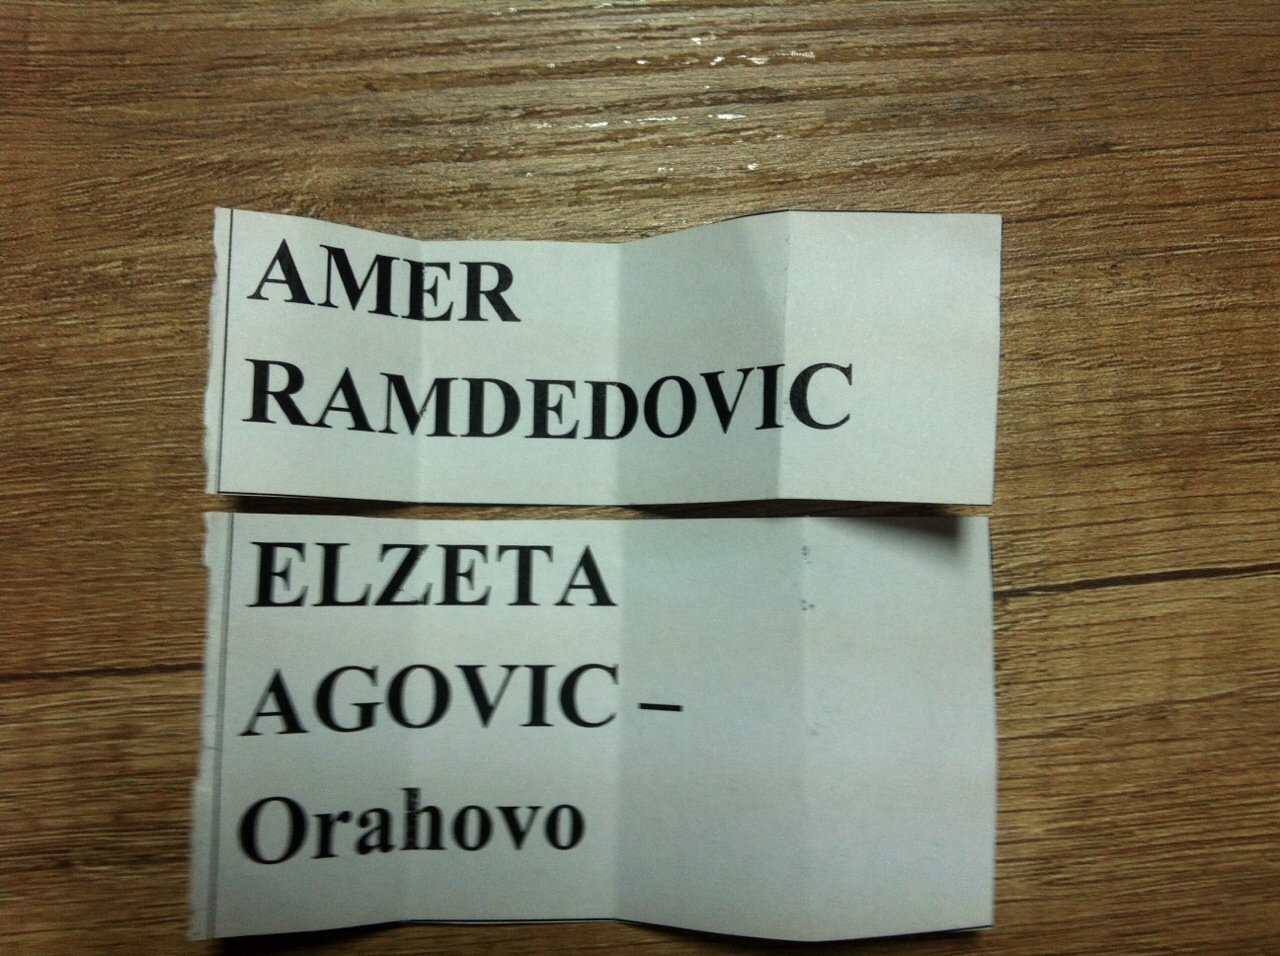 AMER
RAMDEDOVIC
ELZETA
AGOVIC –
Orahovo